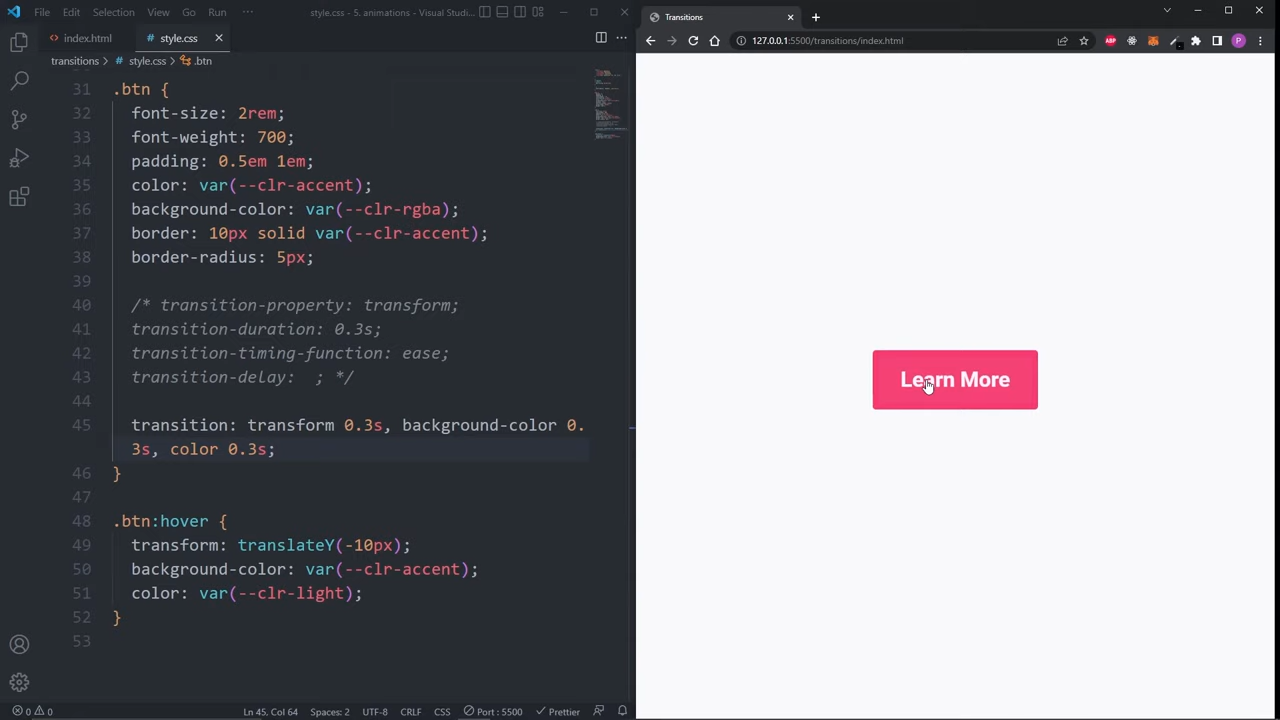 File Edit Selection View Go Run ··· style.css - 5. animations - Visual Studi...
index.html style.css
transitions > style.css > .btn
31 .btn {
32 font-size: 2rem;
33 font-weight: 700;
34 padding: 0.5em 1em;
35 color: var(--clr-accent);
36 background-color: var(--clr-rgba);
37 border: 10px solid var(--clr-accent);
38 border-radius: 5px;
39
40 /* transition-property: transform;
41 transition-duration: 0.3s;
42 transition-timing-function: ease;
43 transition-delay:  ; */
44
45 transition: transform 0.3s, background-color 0.
3s, color 0.3s;
46 }
47
48 .btn:hover {
49 transform: translateY(-10px);
50 background-color: var(--clr-accent);
51 color: var(--clr-light);
52 }
53
0 0 Ln 45, Col 64 Spaces: 2 UTF-8 CRLF CSS Port : 5500 Prettier
Transitions
127.0.0.1:5500/transitions/index.html
ABP
P
Learn More